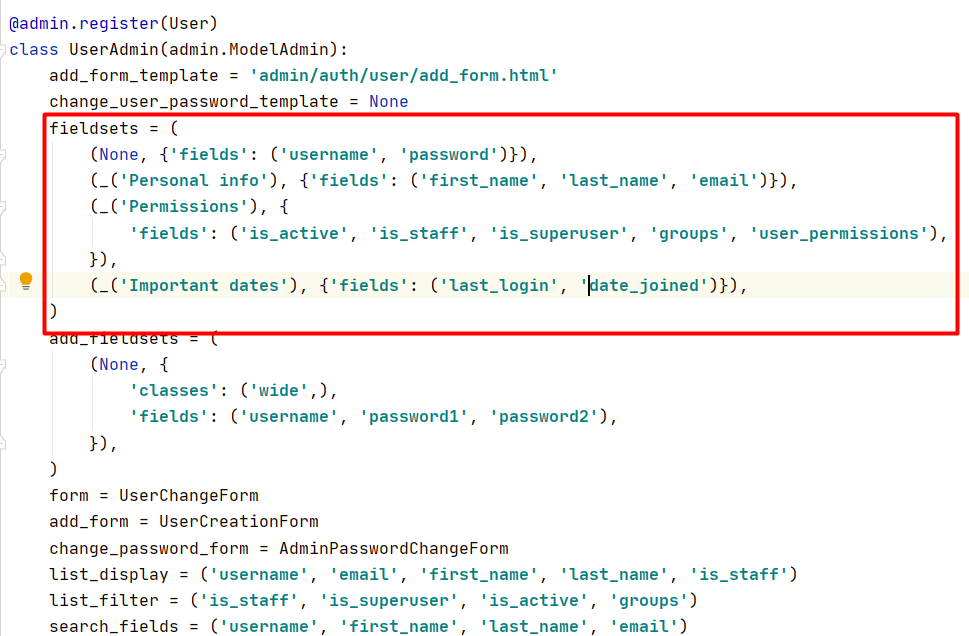 @admin.register(User)
class UserAdmin(admin.ModelAdmin):
    add_form_template = 'admin/auth/user/add_form.html'
    change_user_password_template = None
    fieldsets = (
        (None, {'fields': ('username', 'password')}),
        (_('Personal info'), {'fields': ('first_name', 'last_name', 'email')}),
        (_('Permissions'), {
            'fields': ('is_active', 'is_staff', 'is_superuser', 'groups', 'user_permissions'),
        }),
        (_('Important dates'), {'fields': ('last_login', 'date_joined')}),
    )
    add_fieldsets = (
        (None, {
            'classes': ('wide',),
            'fields': ('username', 'password1', 'password2'),
        }),
    )
    form = UserChangeForm
    add_form = UserCreationForm
    change_password_form = AdminPasswordChangeForm
    list_display = ('username', 'email', 'first_name', 'last_name', 'is_staff')
    list_filter = ('is_staff', 'is_superuser', 'is_active', 'groups')
    search_fields = ('username', 'first_name', 'last_name', 'email')